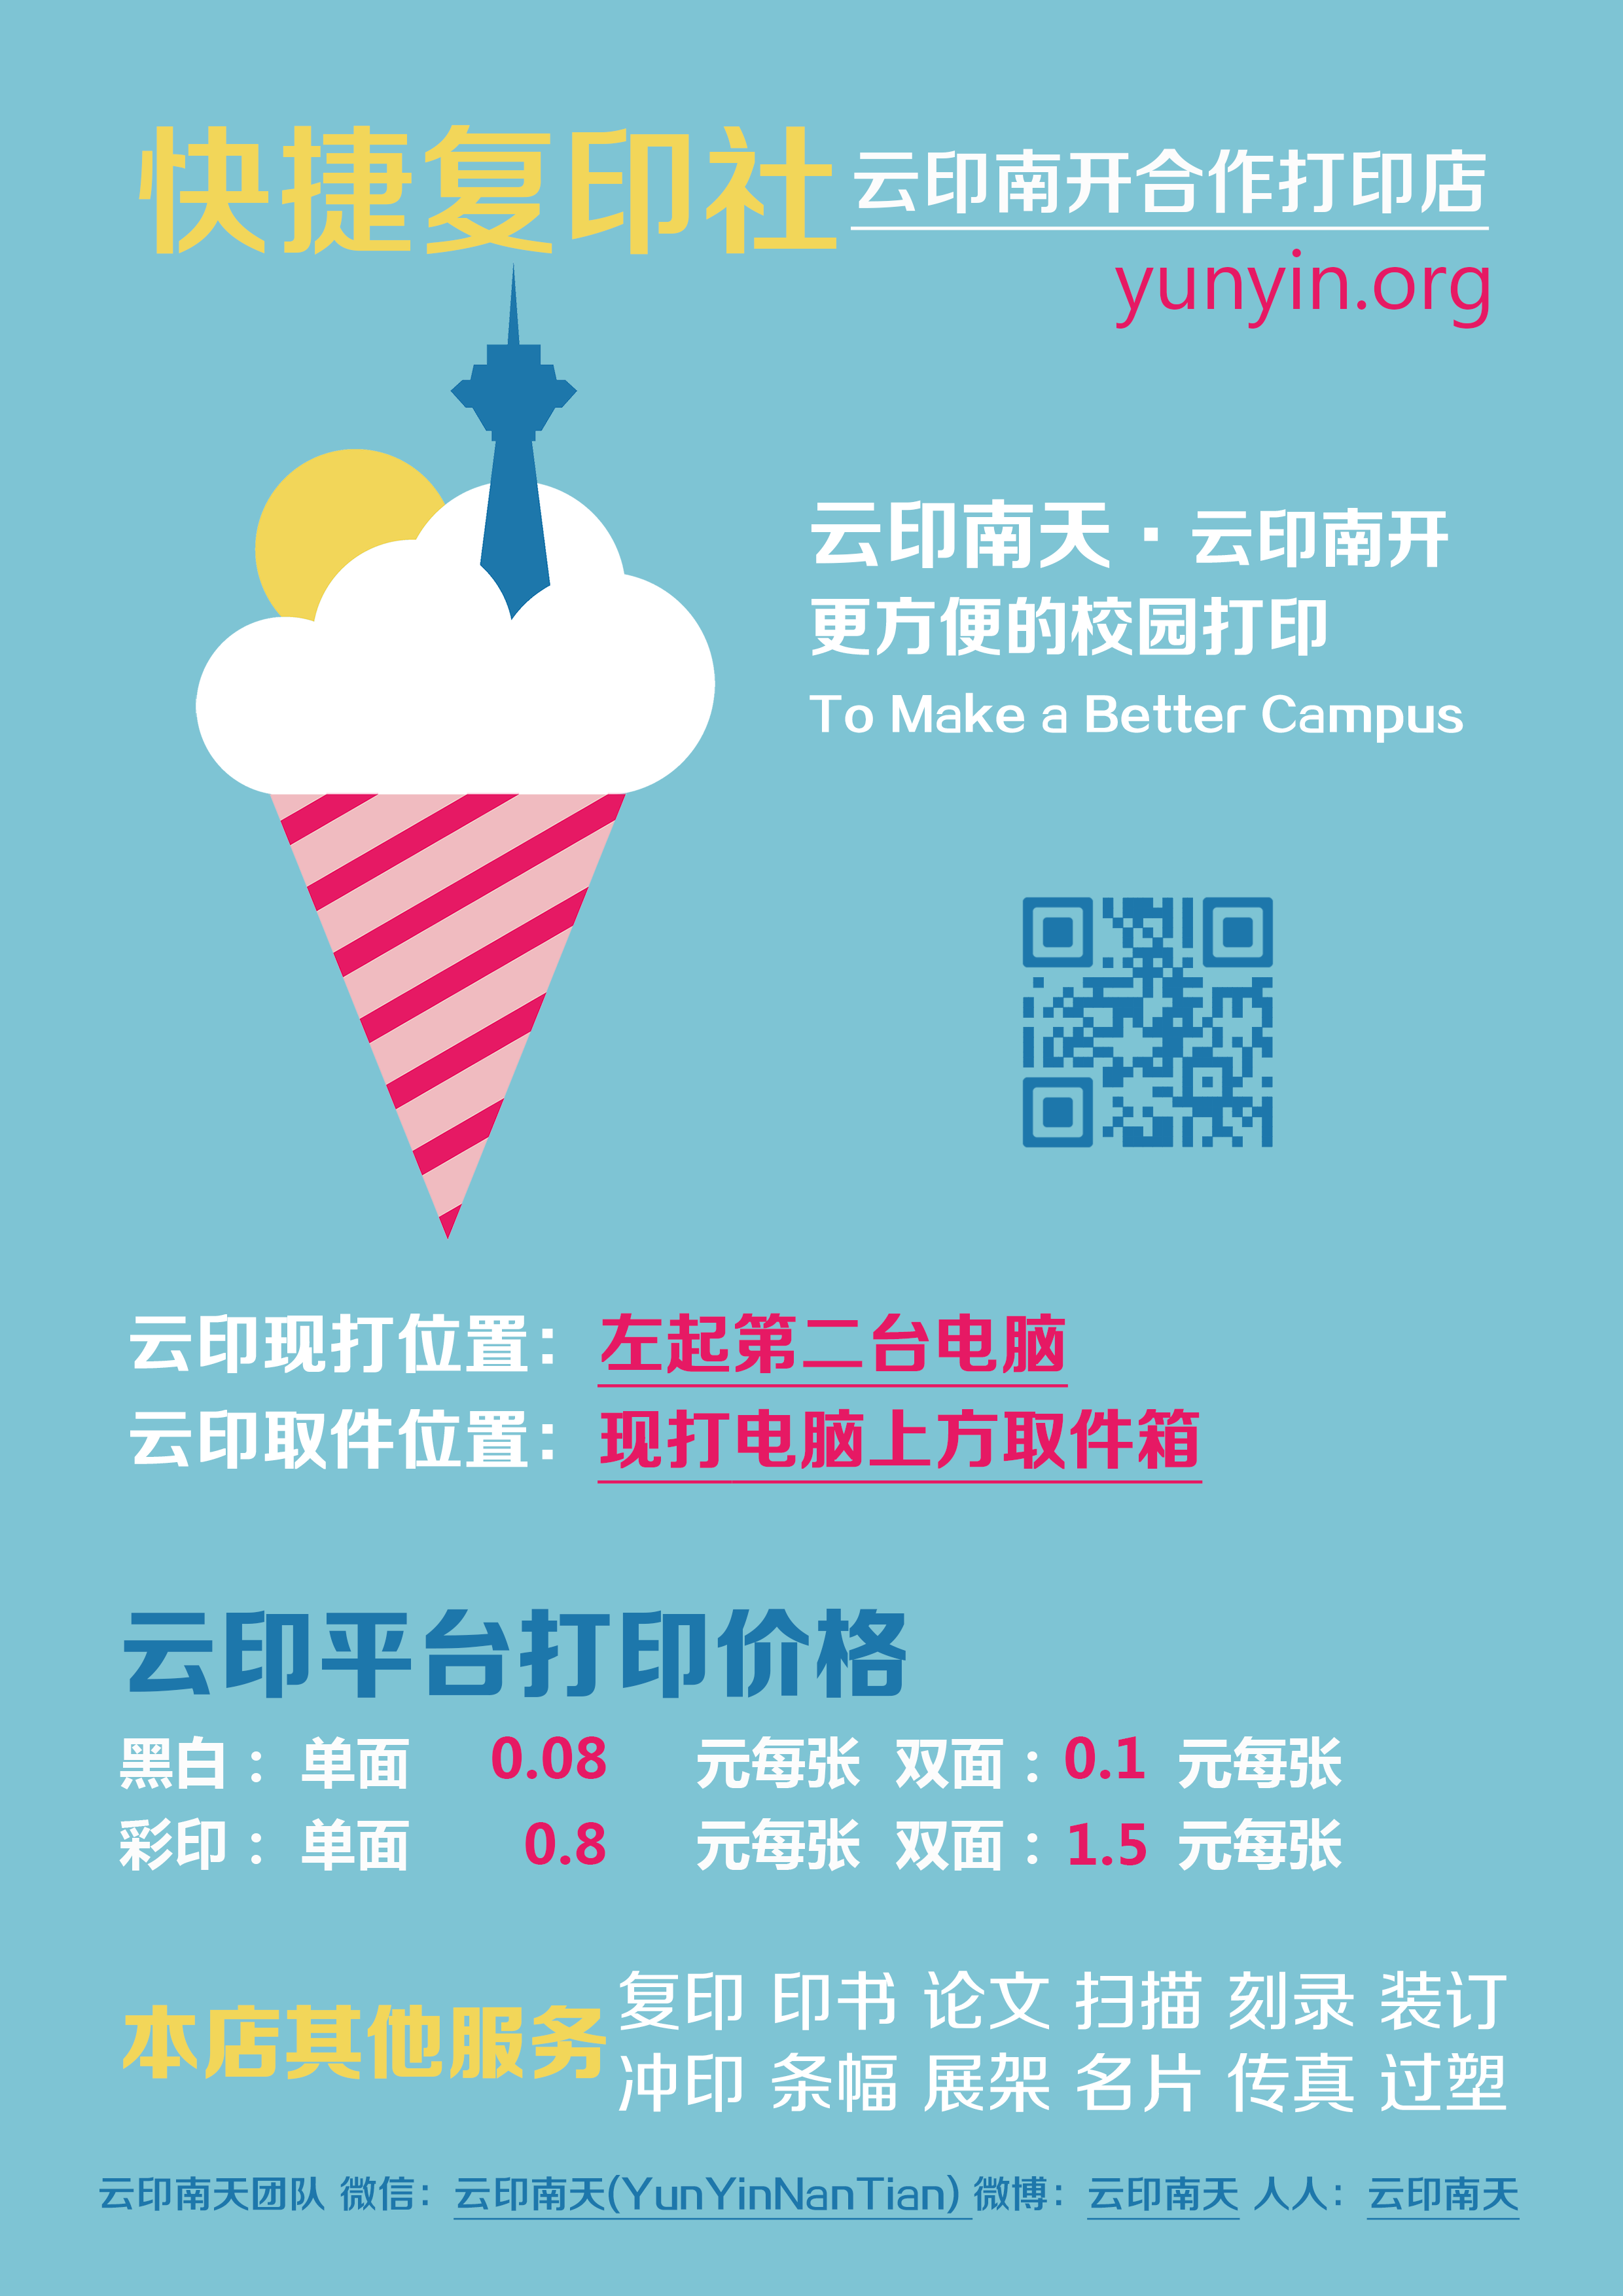 快捷复印社 云印南开合作打印店
yunyin.org
云印南天·云印南开
更方便的校园打印
To Make a Better Campus
云印现打位置：左起第二台电脑
云印取件位置：现打电脑上方取件箱
云印平台打印价格
黑白：单面 0.08 元每张 双面：0.1 元每张
彩印：单面 0.8 元每张 双面：1.5 元每张
本店其他服务
复印 印书 论文 扫描 刻录 装订
冲印 条幅 展架 名片 传真 过塑
云印南天团队 微信：云印南天(YunYinNanTian) 微博：云印南天 人人：云印南天